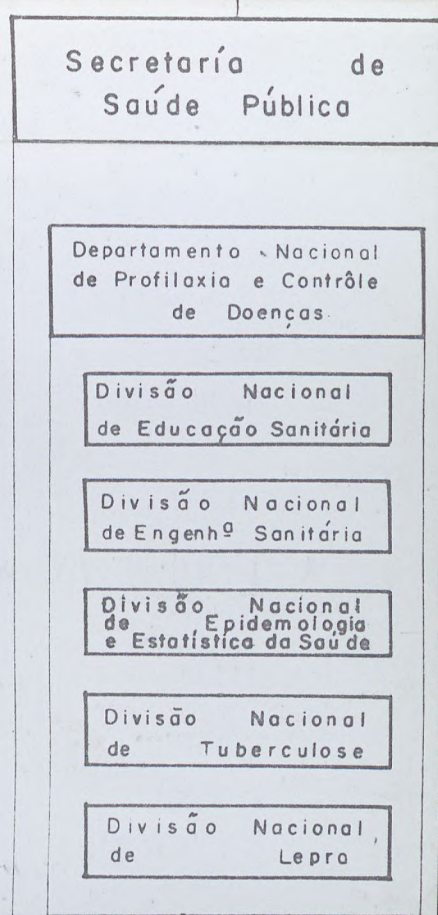 Secretaría de
Saúde Pública
Departamento Nacional
de Profilaxia e Contrôle
de Doenças
Divisão Nacional
de Educação Sanitária
Divisão Nacional
de Engenhº Sanitária
Divisão Nacional
de Epidemologia
e Estatística da Saúde
Divisão Nacional
de Tuberculose
Divisão Nacional
de Lepra